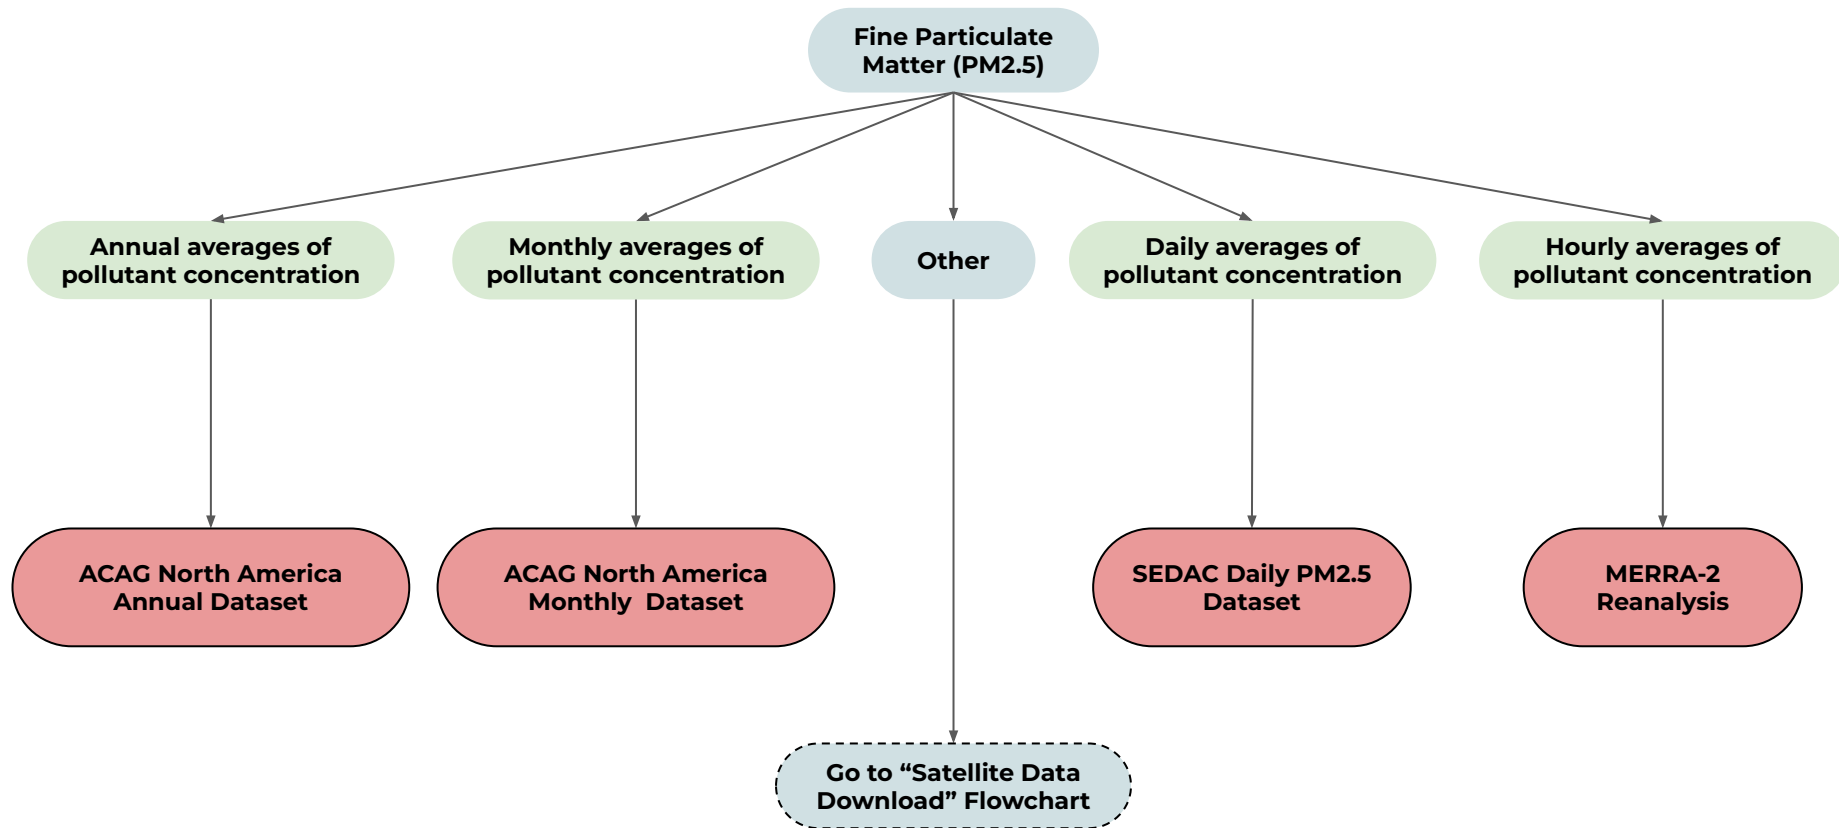 Fine Particulate
Matter (PM2.5)
Annual averages of
pollutant concentration
Monthly averages of
pollutant concentration
Other
Daily averages of
pollutant concentration
Hourly averages of
pollutant concentration
ACAG North America
Annual Dataset
ACAG North America
Monthly  Dataset
SEDAC Daily PM2.5
Dataset
MERRA-2
Reanalysis
Go to “Satellite Data
Download” Flowchart